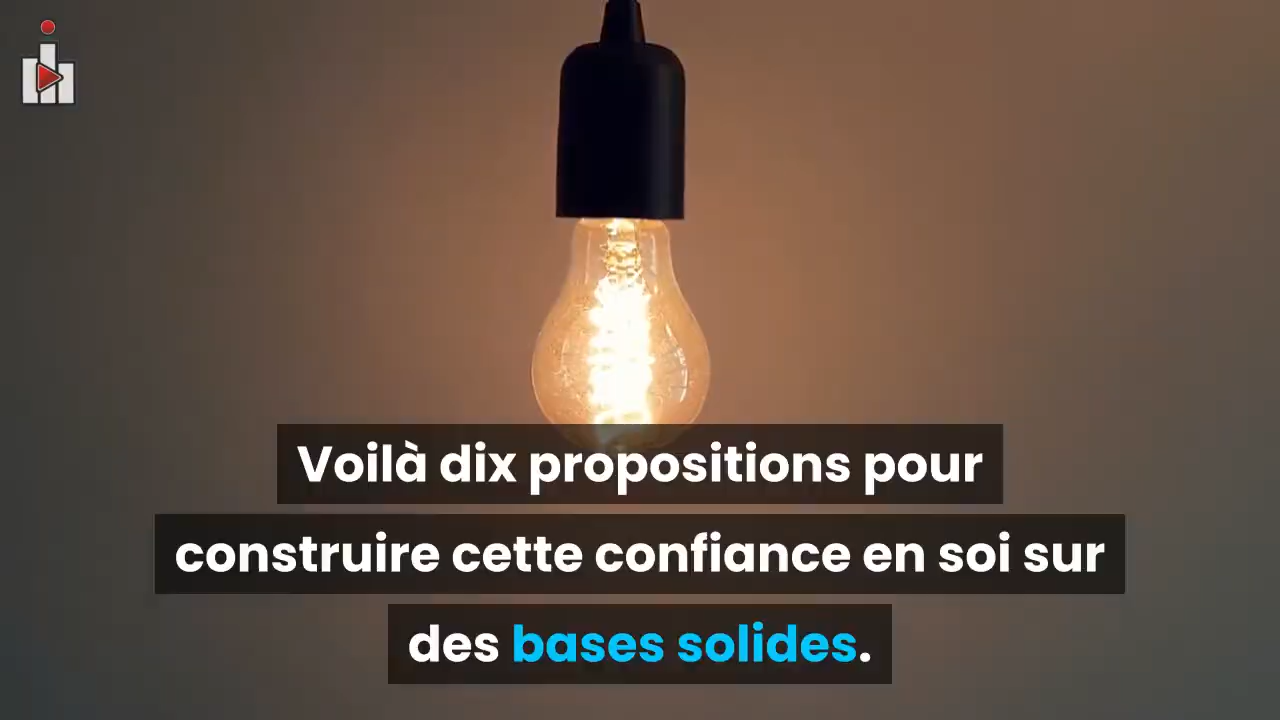 Voilà dix propositions pour
construire cette confiance en soi sur
des bases solides.